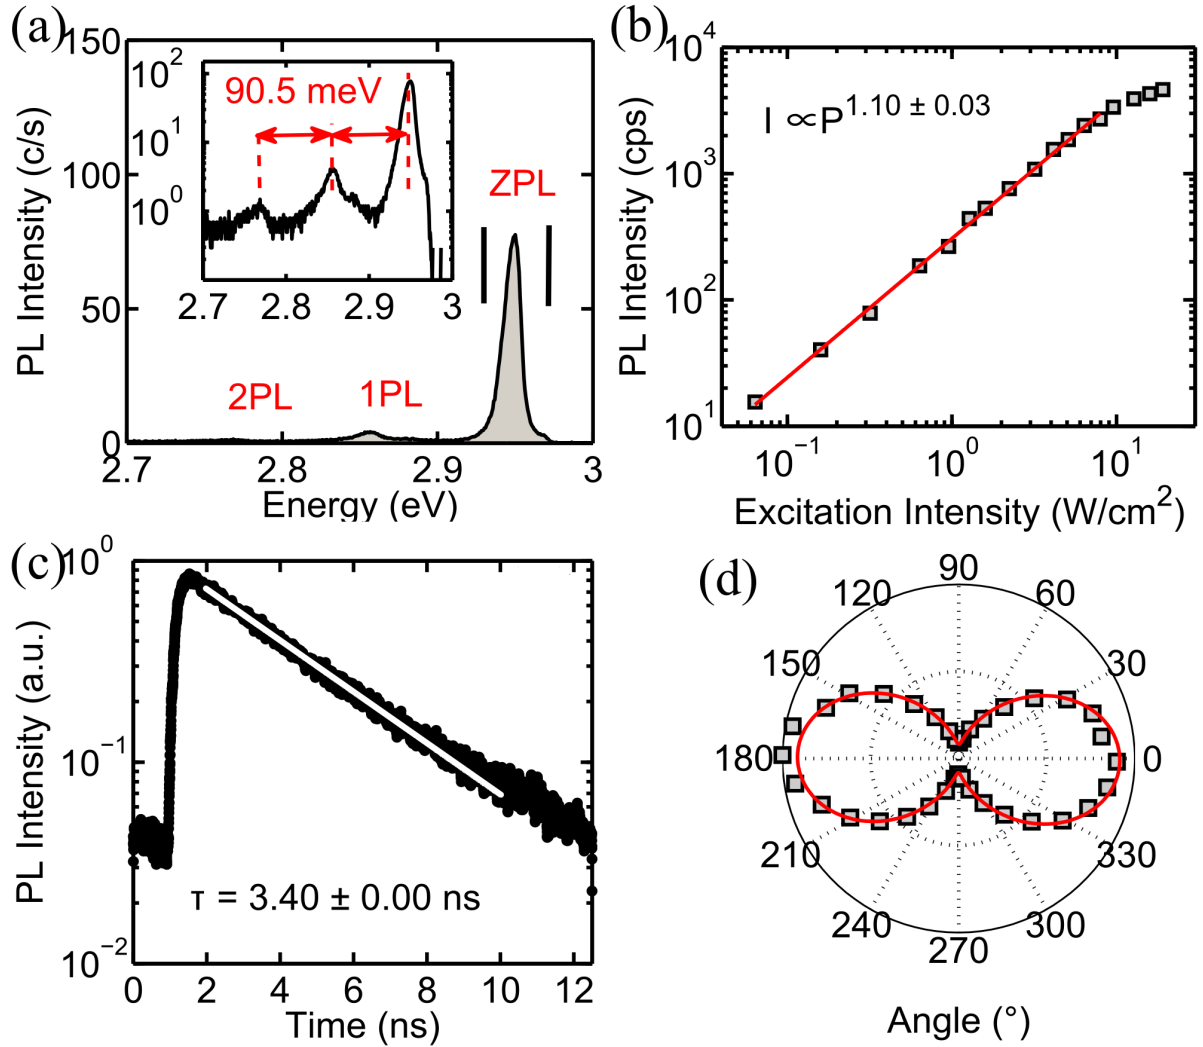 (a)
PL Intensity (c/s)
150
100
50
0
2.7
2.8
2.9
3
Energy (eV)
ZPL
1PL
2PL
90.5 meV
10²
10¹
10⁰
2.7
2.8
2.9
3
(b)
PL Intensity (cps)
10⁴
10³
10²
10¹
I ∝P¹·¹⁰ ± ⁰·⁰³
10⁻¹
10⁰
10¹
Excitation Intensity (W/cm²)
(c)
PL Intensity (a.u.)
10⁰
10⁻¹
10⁻²
τ = 3.40 ± 0.00 ns
0
2
4
6
8
10
12
Time (ns)
(d)
90
120
60
150
30
180
0
210
330
240
300
270
Angle (°)